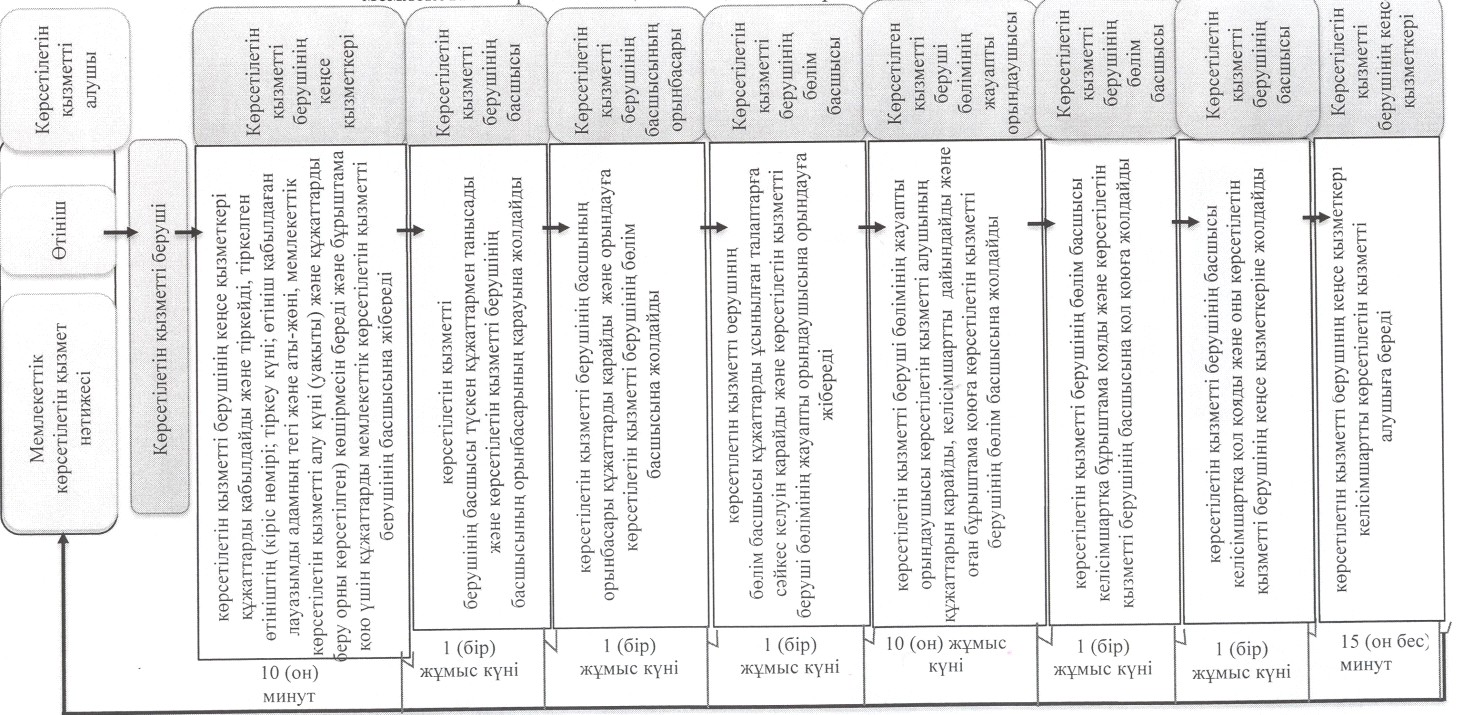 Көрсетілетін
қызметті
алушы
Өтініш
Мемлекеттік
көрсетілетін қызмет
нәтижесі
Көрсетілетін қызметті беруші
Көрсетілетін
қызметті
берушінің
кеңсе
қызметкері
көрсетілетін қызметті берушінің кеңсе қызметкері
құжаттарды қабылдайды және тіркейді, тіркелген
өтініштің (кіріс нөмірі; тіркеу күні; өтініш қабылдаған
лауазымды адамның тегі және аты-жөні, мемлекеттік
көрсетілетін қызметті алу күні (уақыты) және құжаттарды
беру орны көрсетілген) көшірмесін береді және бұрыштама
қою үшін құжаттарды мемлекеттік көрсетілетін қызметті
берушінің басшысына жібереді
10 (он)
минут
Көрсетілетін
қызметті
берушінің
басшысы
көрсетілетін қызметті
берушінің басшысы түскен құжаттармен танысады
және көрсетілетін қызметті берушінің
басшысының орынбасарының қарауына жолдайды
1 (бір)
жұмыс күні
Көрсетілетін
қызметті
берушінің
басшысының
орынбасары
көрсетілетін қызметті берушінің басшының
орынбасары құжаттарды қарайды және орындауға
көрсетілетін қызметті берушінің бөлім
басшысына жолдайды
1 (бір)
жұмыс күні
Көрсетілетін
қызметті
берушінің
бөлім
басшысы
көрсетілетін қызметті берушінің
бөлім басшысы құжаттарды ұсынылған талаптарға
сәйкес келуін қарайды және көрсетілетін қызметті
беруші бөлімінің жауапты орындаушысына орындауға
жібереді
1 (бір)
жұмыс күні
Көрсетілген
қызметті
беруші
бөлімінің
жауапты
орындаушысы
көрсетілетін қызметті беруші бөлімінің жауапты
орындаушысы көрсетілетін қызметті алушының
құжаттарын қарайды, келісімшартты дайындайды және
оған бұрыштама қоюға көрсетілетін қызметті
берушінің бөлім басшысына жолдайды
10 (он) жұмыс
күні
Көрсетілетін
қызметті
берушінің
бөлім
басшысы
көрсетілетін қызметті берушінің бөлім басшысы
келісімшартқа бұрыштама қояды және көрсетілетін
қызметті берушінің басшысына қол қоюға жолдайды
1 (бір)
жұмыс күні
Көрсетілетін
қызметті
берушінің
басшысы
көрсетілетін қызметті берушінің басшысы
келісімшартқа қол қояды және оны көрсетілетін
қызметті берушінің кеңсе қызметкеріне жолдайды
1 (бір)
жұмыс күні
Көрсетілетін
қызметті
берушінің кеңсе
қызметкері
көрсетілетін қызметті берушінің кеңсе қызметкері
келісімшартты көрсетілетін қызметті
алушыға береді
15 (он бес)
минут